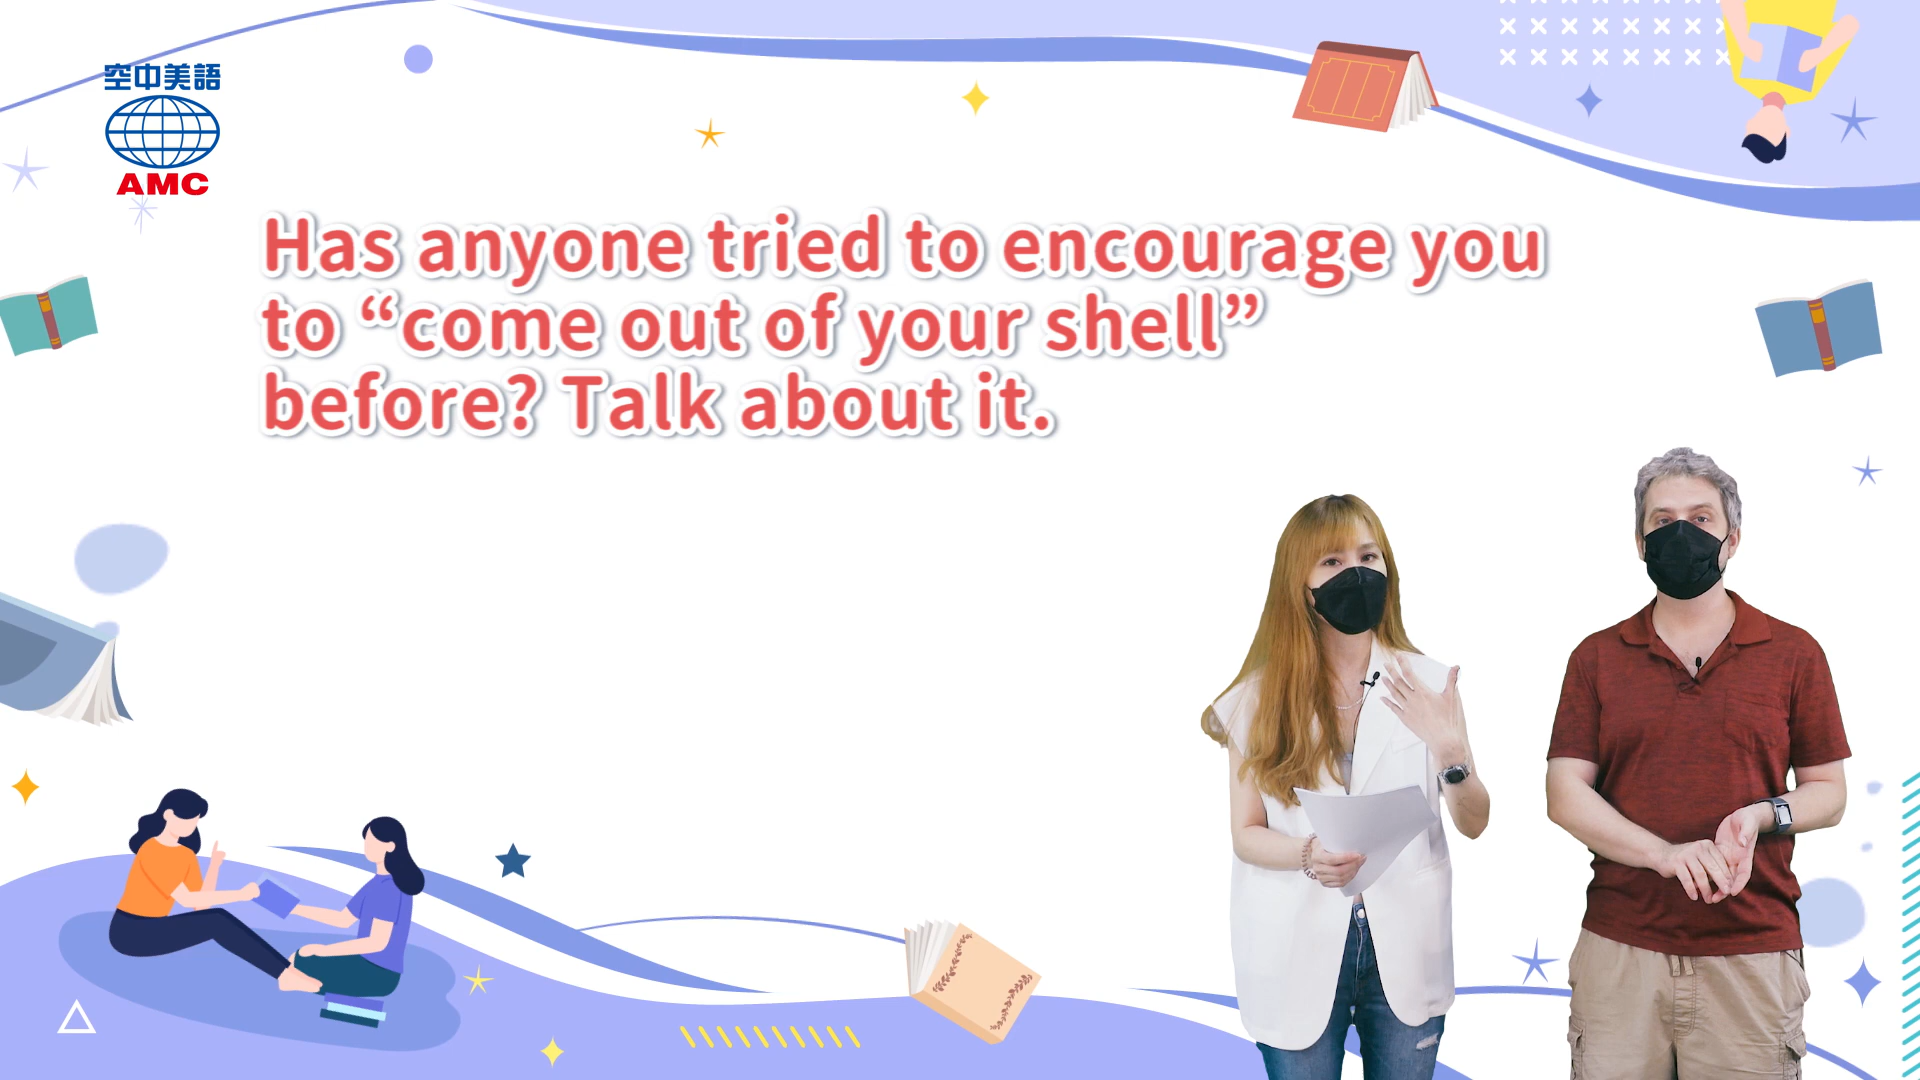 空中美語
AMC
Has anyone tried to encourage you
to “come out of your shell”
before? Talk about it.